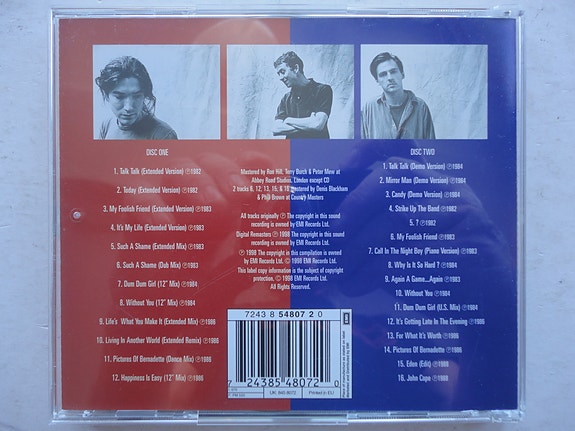 DISC ONE
1. Talk Talk (Extended Version) ℗1982
2. Today (Extended Version) ℗1982
3. My Foolish Friend (Extended Version) ℗1983
4. It's My Life (Extended Version) ℗1983
5. Such A Shame (Extended Mix) ℗1983
6. Such A Shame (Dub Mix) ℗1983
7. Dum Dum Girl (12" Mix) ℗1984
8. Without You (12" Mix) ℗1984
9. Life's What You Make It (Extended Mix) ℗1986
10. Living In Another World (Extended Remix) ℗1986
11. Pictures Of Bernadette (Dance Mix) ℗1986
12. Happiness Is Easy (12" Mix) ℗1986
Mastered by Ron Hill, Terry Burch & Peter Mew at
Abbey Road Studios, London except CD
2 tracks 6, 12, 13, 15, & 16 mastered by Denis Blackham
& Phill Brown at Country Masters
All tracks originally ℗ The copyright in this sound
recording is owned by EMI Records Ltd.
Digital Remasters ℗ 1998 The copyright in this sound
recording is owned by EMI Records Ltd.
℗ 1998 The copyright in this compilation is owned
by EMI Records Ltd. © 1998 EMI Records Ltd.
This label copy information is the subject of copyright
protection. © 1998 EMI Records Ltd.
All Rights Reserved.
7243 8 54807 2 0
7 24385 48072 0
UK: 845 8072
Printed in E.U.
EMI
DISC TWO
1. Talk Talk (Demo Version) ℗1984
2. Mirror Man (Demo Version) ℗1984
3. Candy (Demo Version) ℗1984
4. Strike Up The Band ℗1982
5. ? ℗1982
6. My Foolish Friend ℗1983
7. Call In The Night Boy (Piano Version) ℗1983
8. Why Is It So Hard ? ℗1984
9. Again A Game...Again ℗1983
10. Without You ℗1984
11. Dum Dum Girl (U.S. Mix) ℗1984
12. It's Getting Late In The Evening ℗1986
13. For What It's Worth ℗1986
14. Pictures Of Bernadette ℗1986
15. Eden (Edit) ℗1988
16. John Cope ℗1988